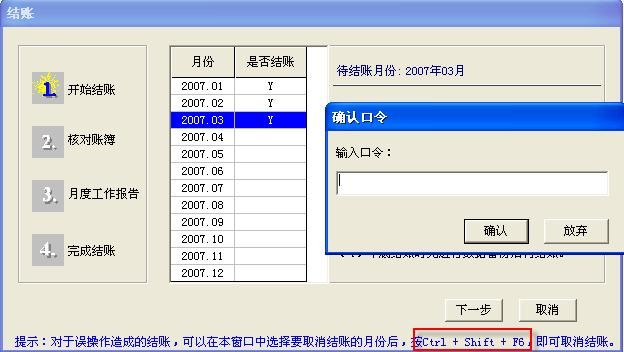 结账
1. 开始结账
2. 核对账簿
3. 月度工作报告
4. 完成结账
月份 是否结账
2007.01 Y
2007.02 Y
2007.03 Y
2007.04
2007.05
2007.06
2007.07
2007.08
2007.09
2007.10
2007.11
2007.12
待结账月份: 2007年03月
确认口令
输入口令：
确认 放弃
下一步 取消
提示：对于误操作造成的结账，可以在本窗口中选择要取消结账的月份后，按Ctrl + Shift + F6，即可取消结账。